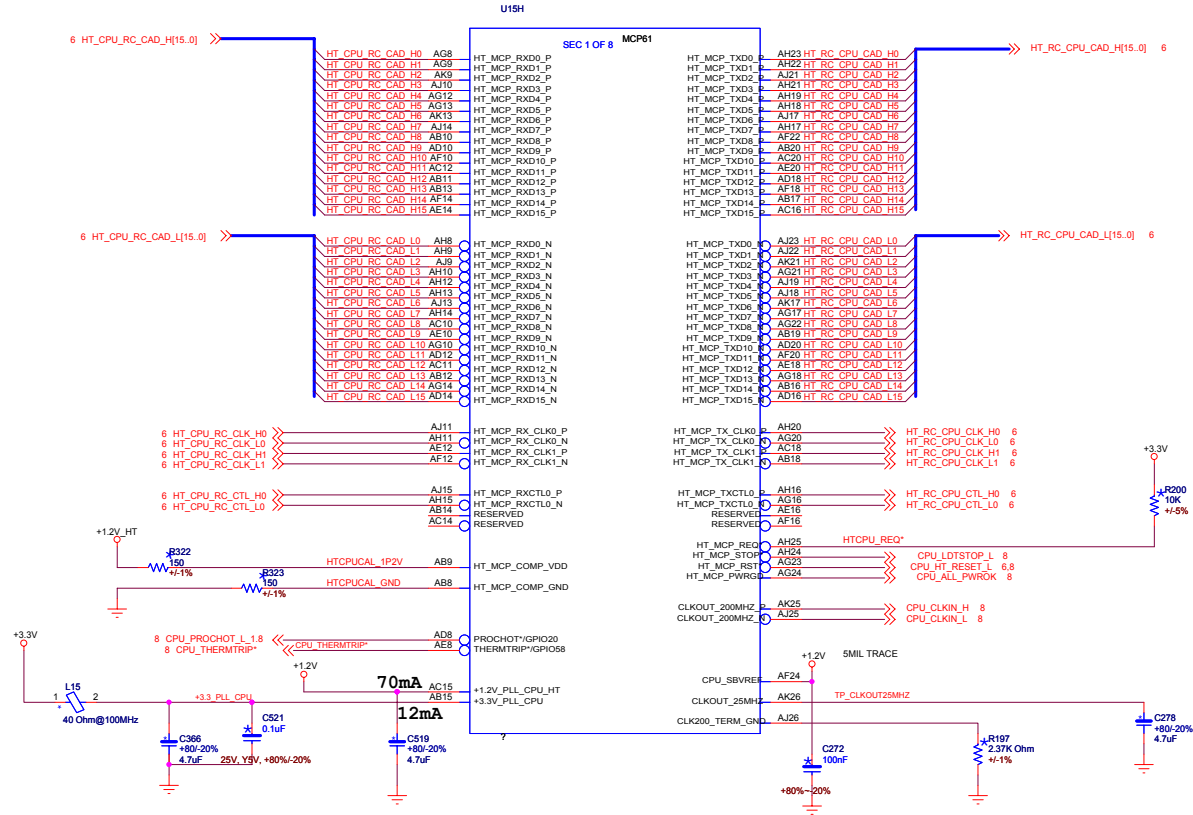 U15H
SEC 1 OF 8
MCP61
6 HT_CPU_RC_CAD_H[15..0]
HT_CPU_RC_CAD_H0 AG8 HT_MCP_RXD0_P
HT_CPU_RC_CAD_H1 AG9 HT_MCP_RXD1_P
HT_CPU_RC_CAD_H2 AK9 HT_MCP_RXD2_P
HT_CPU_RC_CAD_H3 AJ10 HT_MCP_RXD3_P
HT_CPU_RC_CAD_H4 AG12 HT_MCP_RXD4_P
HT_CPU_RC_CAD_H5 AG13 HT_MCP_RXD5_P
HT_CPU_RC_CAD_H6 AK13 HT_MCP_RXD6_P
HT_CPU_RC_CAD_H7 AJ14 HT_MCP_RXD7_P
HT_CPU_RC_CAD_H8 AB10 HT_MCP_RXD8_P
HT_CPU_RC_CAD_H9 AD10 HT_MCP_RXD9_P
HT_CPU_RC_CAD_H10 AF10 HT_MCP_RXD10_P
HT_CPU_RC_CAD_H11 AC12 HT_MCP_RXD11_P
HT_CPU_RC_CAD_H12 AB11 HT_MCP_RXD12_P
HT_CPU_RC_CAD_H13 AB13 HT_MCP_RXD13_P
HT_CPU_RC_CAD_H14 AF14 HT_MCP_RXD14_P
HT_CPU_RC_CAD_H15 AE14 HT_MCP_RXD15_P
6 HT_CPU_RC_CAD_L[15..0]
HT_CPU_RC_CAD_L0 AH8 HT_MCP_RXD0_N
HT_CPU_RC_CAD_L1 AH9 HT_MCP_RXD1_N
HT_CPU_RC_CAD_L2 AJ9 HT_MCP_RXD2_N
HT_CPU_RC_CAD_L3 AH10 HT_MCP_RXD3_N
HT_CPU_RC_CAD_L4 AH12 HT_MCP_RXD4_N
HT_CPU_RC_CAD_L5 AH13 HT_MCP_RXD5_N
HT_CPU_RC_CAD_L6 AJ13 HT_MCP_RXD6_N
HT_CPU_RC_CAD_L7 AH14 HT_MCP_RXD7_N
HT_CPU_RC_CAD_L8 AC10 HT_MCP_RXD8_N
HT_CPU_RC_CAD_L9 AE10 HT_MCP_RXD9_N
HT_CPU_RC_CAD_L10 AG10 HT_MCP_RXD10_N
HT_CPU_RC_CAD_L11 AD12 HT_MCP_RXD11_N
HT_CPU_RC_CAD_L12 AC11 HT_MCP_RXD12_N
HT_CPU_RC_CAD_L13 AB12 HT_MCP_RXD13_N
HT_CPU_RC_CAD_L14 AG14 HT_MCP_RXD14_N
HT_CPU_RC_CAD_L15 AD14 HT_MCP_RXD15_N
6 HT_CPU_RC_CLK_H0 AJ11 HT_MCP_RX_CLK0_P
6 HT_CPU_RC_CLK_L0 AH11 HT_MCP_RX_CLK0_N
6 HT_CPU_RC_CLK_H1 AE12 HT_MCP_RX_CLK1_P
6 HT_CPU_RC_CLK_L1 AF12 HT_MCP_RX_CLK1_N
6 HT_CPU_RC_CTL_H0 AJ15 HT_MCP_RXCTL0_P
6 HT_CPU_RC_CTL_L0 AH15 HT_MCP_RXCTL0_N
AB14 RESERVED
AC14 RESERVED
+1.2V_HT
R322
150
+/-1%
HTCPUCAL_1P2V AB9 HT_MCP_COMP_VDD
R323
150
+/-1%
HTCPUCAL_GND AB8 HT_MCP_COMP_GND
8 CPU_PROCHOT_L_1.8 AD8 PROCHOT*/GPIO20
8 CPU_THERMTRIP* CPU_THERMTRIP* AE8 THERMTRIP*/GPIO58
+3.3V
+1.2V
70mA AC15 +1.2V_PLL_CPU_HT
L15
1 2
*
40 Ohm@100MHz
+3.3_PLL_CPU AB15 +3.3V_PLL_CPU
12mA
C366
+80/-20%
4.7uF
C521
0.1uF
25V, Y5V, +80%/-20%
C519
+80/-20%
4.7uF
?
HT_RC_CPU_CAD_H[15..0] 6
HT_MCP_TXD0_P AH23 HT_RC_CPU_CAD_H0
HT_MCP_TXD1_P AH22 HT_RC_CPU_CAD_H1
HT_MCP_TXD2_P AJ21 HT_RC_CPU_CAD_H2
HT_MCP_TXD3_P AH21 HT_RC_CPU_CAD_H3
HT_MCP_TXD4_P AH19 HT_RC_CPU_CAD_H4
HT_MCP_TXD5_P AH18 HT_RC_CPU_CAD_H5
HT_MCP_TXD6_P AJ17 HT_RC_CPU_CAD_H6
HT_MCP_TXD7_P AH17 HT_RC_CPU_CAD_H7
HT_MCP_TXD8_P AF22 HT_RC_CPU_CAD_H8
HT_MCP_TXD9_P AB20 HT_RC_CPU_CAD_H9
HT_MCP_TXD10_P AC20 HT_RC_CPU_CAD_H10
HT_MCP_TXD11_P AE20 HT_RC_CPU_CAD_H11
HT_MCP_TXD12_P AD18 HT_RC_CPU_CAD_H12
HT_MCP_TXD13_P AF18 HT_RC_CPU_CAD_H13
HT_MCP_TXD14_P AB17 HT_RC_CPU_CAD_H14
HT_MCP_TXD15_P AC16 HT_RC_CPU_CAD_H15
HT_RC_CPU_CAD_L[15..0] 6
HT_MCP_TXD0_N AJ23 HT_RC_CPU_CAD_L0
HT_MCP_TXD1_N AJ22 HT_RC_CPU_CAD_L1
HT_MCP_TXD2_N AK21 HT_RC_CPU_CAD_L2
HT_MCP_TXD3_N AG21 HT_RC_CPU_CAD_L3
HT_MCP_TXD4_N AJ19 HT_RC_CPU_CAD_L4
HT_MCP_TXD5_N AJ18 HT_RC_CPU_CAD_L5
HT_MCP_TXD6_N AK17 HT_RC_CPU_CAD_L6
HT_MCP_TXD7_N AG17 HT_RC_CPU_CAD_L7
HT_MCP_TXD8_N AG22 HT_RC_CPU_CAD_L8
HT_MCP_TXD9_N AB19 HT_RC_CPU_CAD_L9
HT_MCP_TXD10_N AD20 HT_RC_CPU_CAD_L10
HT_MCP_TXD11_N AF20 HT_RC_CPU_CAD_L11
HT_MCP_TXD12_N AE18 HT_RC_CPU_CAD_L12
HT_MCP_TXD13_N AG18 HT_RC_CPU_CAD_L13
HT_MCP_TXD14_N AB16 HT_RC_CPU_CAD_L14
HT_MCP_TXD15_N AD16 HT_RC_CPU_CAD_L15
HT_MCP_TX_CLK0_P AH20 HT_RC_CPU_CLK_H0 6
HT_MCP_TX_CLK0_N AG20 HT_RC_CPU_CLK_L0 6
HT_MCP_TX_CLK1_P AC18 HT_RC_CPU_CLK_H1 6
HT_MCP_TX_CLK1_N AB18 HT_RC_CPU_CLK_L1 6
HT_MCP_TXCTL0_P AH16 HT_RC_CPU_CTL_H0 6
HT_MCP_TXCTL0_N AG16 HT_RC_CPU_CTL_L0 6
RESERVED AE16
RESERVED AF16
+3.3V
R200
10K
+/-5%
HT_MCP_REQ AH25 HTCPU_REQ*
HT_MCP_STOP AH24 CPU_LDTSTOP_L 8
HT_MCP_RST AG23 CPU_HT_RESET_L 6,8
HT_MCP_PWRGD AG24 CPU_ALL_PWROK 8
CLKOUT_200MHZ_P AK25 CPU_CLKIN_H 8
CLKOUT_200MHZ_N AJ25 CPU_CLKIN_L 8
+1.2V
5MIL TRACE
CPU_SBVREF AF24
CLKOUT_25MHZ AK26 TP_CLKOUT25MHZ
CLK200_TERM_GND AJ26
C272
100nF
+80%~-20%
R197
2.37K Ohm
+/-1%
C278
+80/-20%
4.7uF